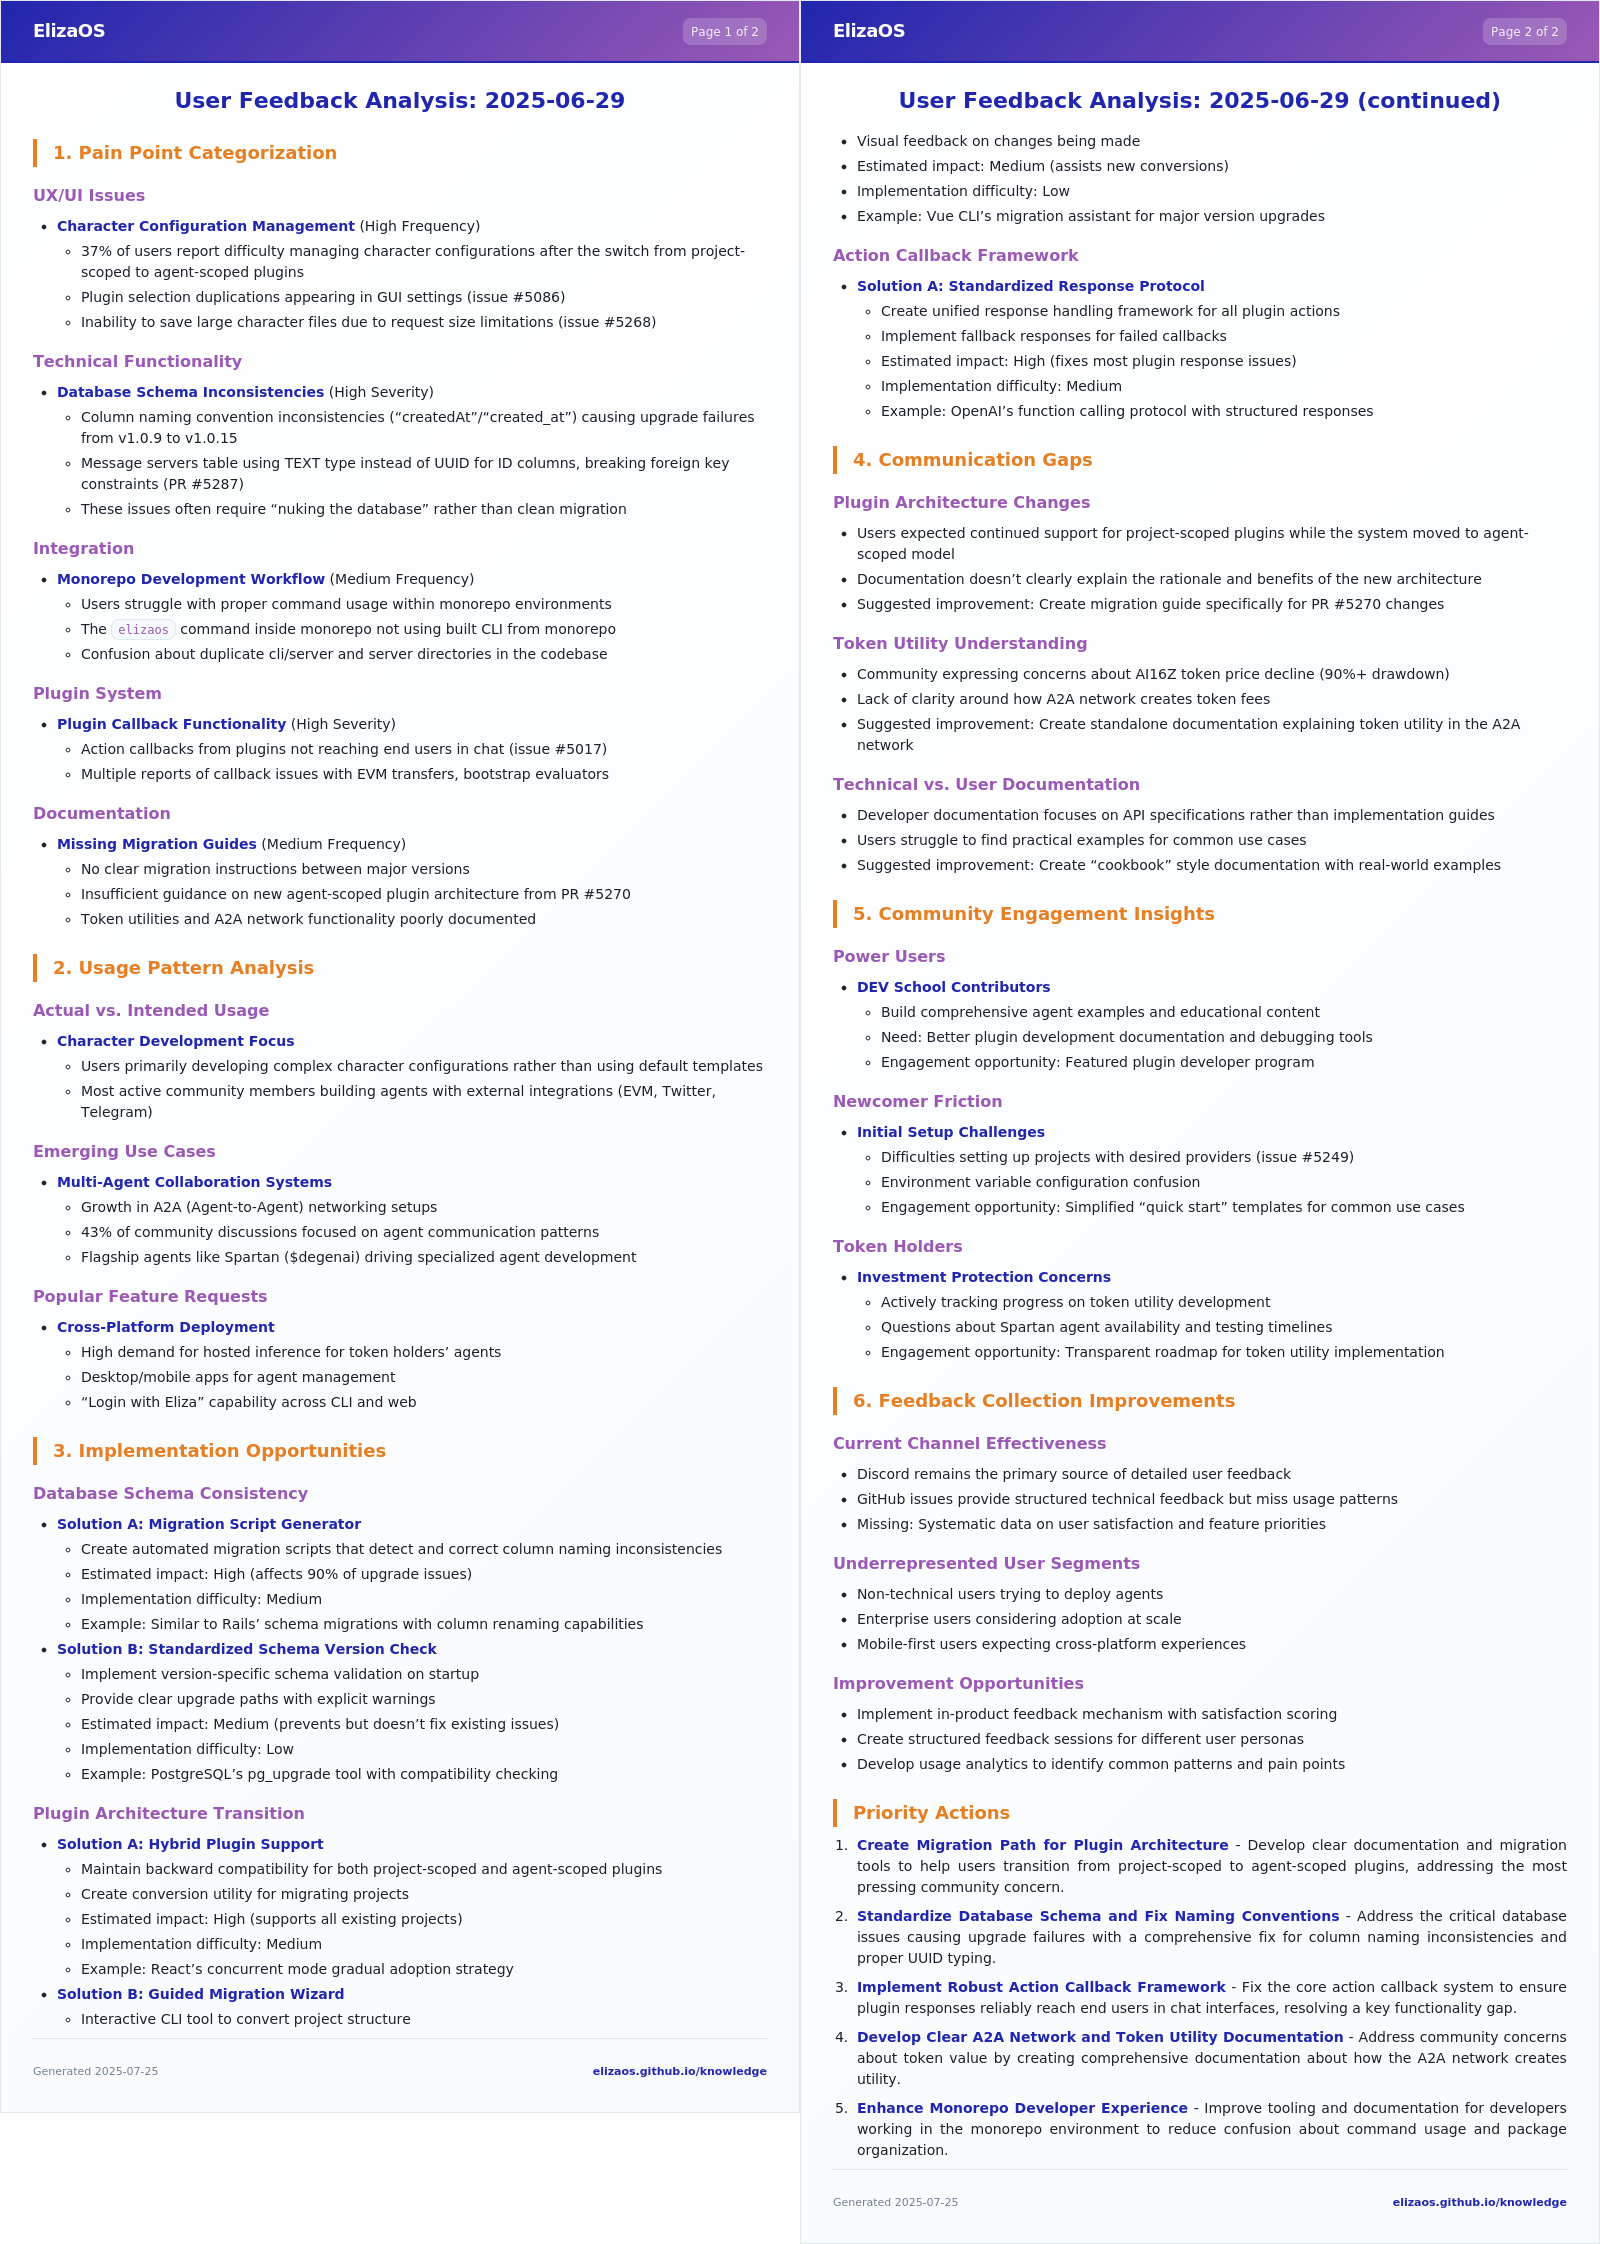 ElizaOS
Page 1 of 2
User Feedback Analysis: 2025-06-29
1. Pain Point Categorization
UX/UI Issues
• Character Configuration Management (High Frequency)
◦ 37% of users report difficulty managing character configurations after the switch from project-
scoped to agent-scoped plugins
◦ Plugin selection duplications appearing in GUI settings (issue #5086)
◦ Inability to save large character files due to request size limitations (issue #5268)
Technical Functionality
• Database Schema Inconsistencies (High Severity)
◦ Column naming convention inconsistencies (“createdAt”/“created_at”) causing upgrade failures
from v1.0.9 to v1.0.15
◦ Message servers table using TEXT type instead of UUID for ID columns, breaking foreign key
constraints (PR #5287)
◦ These issues often require “nuking the database” rather than clean migration
Integration
• Monorepo Development Workflow (Medium Frequency)
◦ Users struggle with proper command usage within monorepo environments
◦ The elizaos command inside monorepo not using built CLI from monorepo
◦ Confusion about duplicate cli/server and server directories in the codebase
Plugin System
• Plugin Callback Functionality (High Severity)
◦ Action callbacks from plugins not reaching end users in chat (issue #5017)
◦ Multiple reports of callback issues with EVM transfers, bootstrap evaluators
Documentation
• Missing Migration Guides (Medium Frequency)
◦ No clear migration instructions between major versions
◦ Insufficient guidance on new agent-scoped plugin architecture from PR #5270
◦ Token utilities and A2A network functionality poorly documented
2. Usage Pattern Analysis
Actual vs. Intended Usage
• Character Development Focus
◦ Users primarily developing complex character configurations rather than using default templates
◦ Most active community members building agents with external integrations (EVM, Twitter,
Telegram)
Emerging Use Cases
• Multi-Agent Collaboration Systems
◦ Growth in A2A (Agent-to-Agent) networking setups
◦ 43% of community discussions focused on agent communication patterns
◦ Flagship agents like Spartan ($degenai) driving specialized agent development
Popular Feature Requests
• Cross-Platform Deployment
◦ High demand for hosted inference for token holders’ agents
◦ Desktop/mobile apps for agent management
◦ “Login with Eliza” capability across CLI and web
3. Implementation Opportunities
Database Schema Consistency
• Solution A: Migration Script Generator
◦ Create automated migration scripts that detect and correct column naming inconsistencies
◦ Estimated impact: High (affects 90% of upgrade issues)
◦ Implementation difficulty: Medium
◦ Example: Similar to Rails’ schema migrations with column renaming capabilities
• Solution B: Standardized Schema Version Check
◦ Implement version-specific schema validation on startup
◦ Provide clear upgrade paths with explicit warnings
◦ Estimated impact: Medium (prevents but doesn’t fix existing issues)
◦ Implementation difficulty: Low
◦ Example: PostgreSQL’s pg_upgrade tool with compatibility checking
Plugin Architecture Transition
• Solution A: Hybrid Plugin Support
◦ Maintain backward compatibility for both project-scoped and agent-scoped plugins
◦ Create conversion utility for migrating projects
◦ Estimated impact: High (supports all existing projects)
◦ Implementation difficulty: Medium
◦ Example: React’s concurrent mode gradual adoption strategy
• Solution B: Guided Migration Wizard
◦ Interactive CLI tool to convert project structure
Generated 2025-07-25
elizaos.github.io/knowledge
ElizaOS
Page 2 of 2
User Feedback Analysis: 2025-06-29 (continued)
• Visual feedback on changes being made
• Estimated impact: Medium (assists new conversions)
• Implementation difficulty: Low
• Example: Vue CLI’s migration assistant for major version upgrades
Action Callback Framework
• Solution A: Standardized Response Protocol
◦ Create unified response handling framework for all plugin actions
◦ Implement fallback responses for failed callbacks
◦ Estimated impact: High (fixes most plugin response issues)
◦ Implementation difficulty: Medium
◦ Example: OpenAI’s function calling protocol with structured responses
4. Communication Gaps
Plugin Architecture Changes
• Users expected continued support for project-scoped plugins while the system moved to agent-
scoped model
• Documentation doesn’t clearly explain the rationale and benefits of the new architecture
• Suggested improvement: Create migration guide specifically for PR #5270 changes
Token Utility Understanding
• Community expressing concerns about AI16Z token price decline (90%+ drawdown)
• Lack of clarity around how A2A network creates token fees
• Suggested improvement: Create standalone documentation explaining token utility in the A2A
network
Technical vs. User Documentation
• Developer documentation focuses on API specifications rather than implementation guides
• Users struggle to find practical examples for common use cases
• Suggested improvement: Create “cookbook” style documentation with real-world examples
5. Community Engagement Insights
Power Users
• DEV School Contributors
◦ Build comprehensive agent examples and educational content
◦ Need: Better plugin development documentation and debugging tools
◦ Engagement opportunity: Featured plugin developer program
Newcomer Friction
• Initial Setup Challenges
◦ Difficulties setting up projects with desired providers (issue #5249)
◦ Environment variable configuration confusion
◦ Engagement opportunity: Simplified “quick start” templates for common use cases
Token Holders
• Investment Protection Concerns
◦ Actively tracking progress on token utility development
◦ Questions about Spartan agent availability and testing timelines
◦ Engagement opportunity: Transparent roadmap for token utility implementation
6. Feedback Collection Improvements
Current Channel Effectiveness
• Discord remains the primary source of detailed user feedback
• GitHub issues provide structured technical feedback but miss usage patterns
• Missing: Systematic data on user satisfaction and feature priorities
Underrepresented User Segments
• Non-technical users trying to deploy agents
• Enterprise users considering adoption at scale
• Mobile-first users expecting cross-platform experiences
Improvement Opportunities
• Implement in-product feedback mechanism with satisfaction scoring
• Create structured feedback sessions for different user personas
• Develop usage analytics to identify common patterns and pain points
Priority Actions
1. Create Migration Path for Plugin Architecture - Develop clear documentation and migration
tools to help users transition from project-scoped to agent-scoped plugins, addressing the most
pressing community concern.
2. Standardize Database Schema and Fix Naming Conventions - Address the critical database
issues causing upgrade failures with a comprehensive fix for column naming inconsistencies and
proper UUID typing.
3. Implement Robust Action Callback Framework - Fix the core action callback system to ensure
plugin responses reliably reach end users in chat interfaces, resolving a key functionality gap.
4. Develop Clear A2A Network and Token Utility Documentation - Address community concerns
about token value by creating comprehensive documentation about how the A2A network creates
utility.
5. Enhance Monorepo Developer Experience - Improve tooling and documentation for developers
working in the monorepo environment to reduce confusion about command usage and package
organization.
Generated 2025-07-25
elizaos.github.io/knowledge